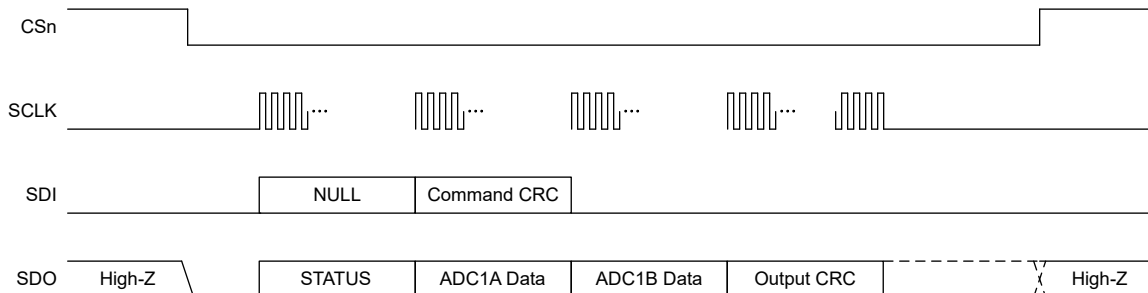 CSn
SCLK ... ... ... ...
SDI NULL Command CRC
SDO High-Z STATUS ADC1A Data ADC1B Data Output CRC High-Z